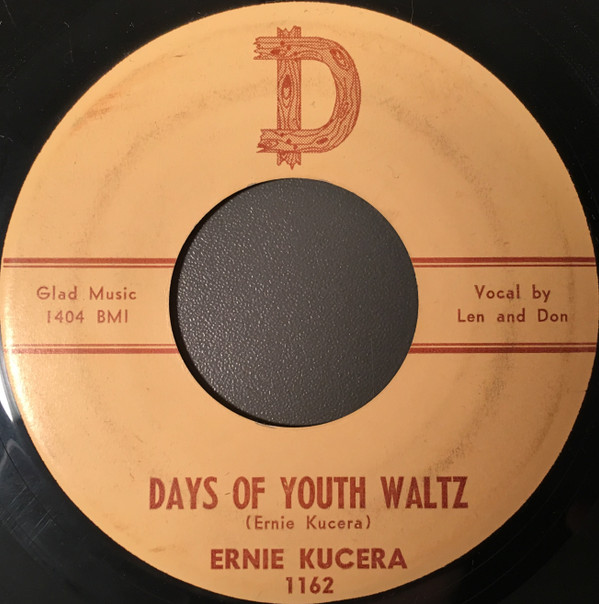 D
Glad Music
1404 BMI
Vocal by
Len and Don
DAYS OF YOUTH WALTZ
(Ernie Kucera)
ERNIE KUCERA
1162